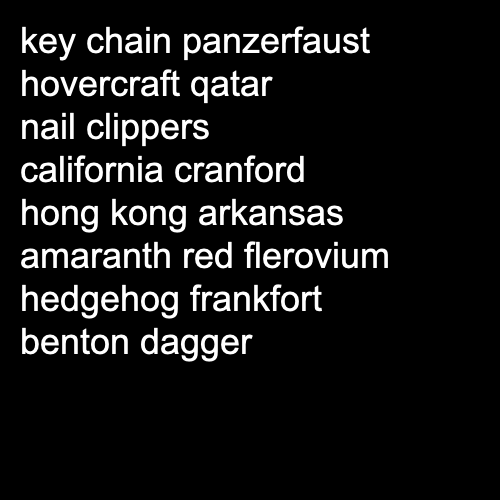 key chain panzerfaust
hovercraft qatar
nail clippers
california cranford
hong kong arkansas
amaranth red flerovium
hedgehog frankfort
benton dagger